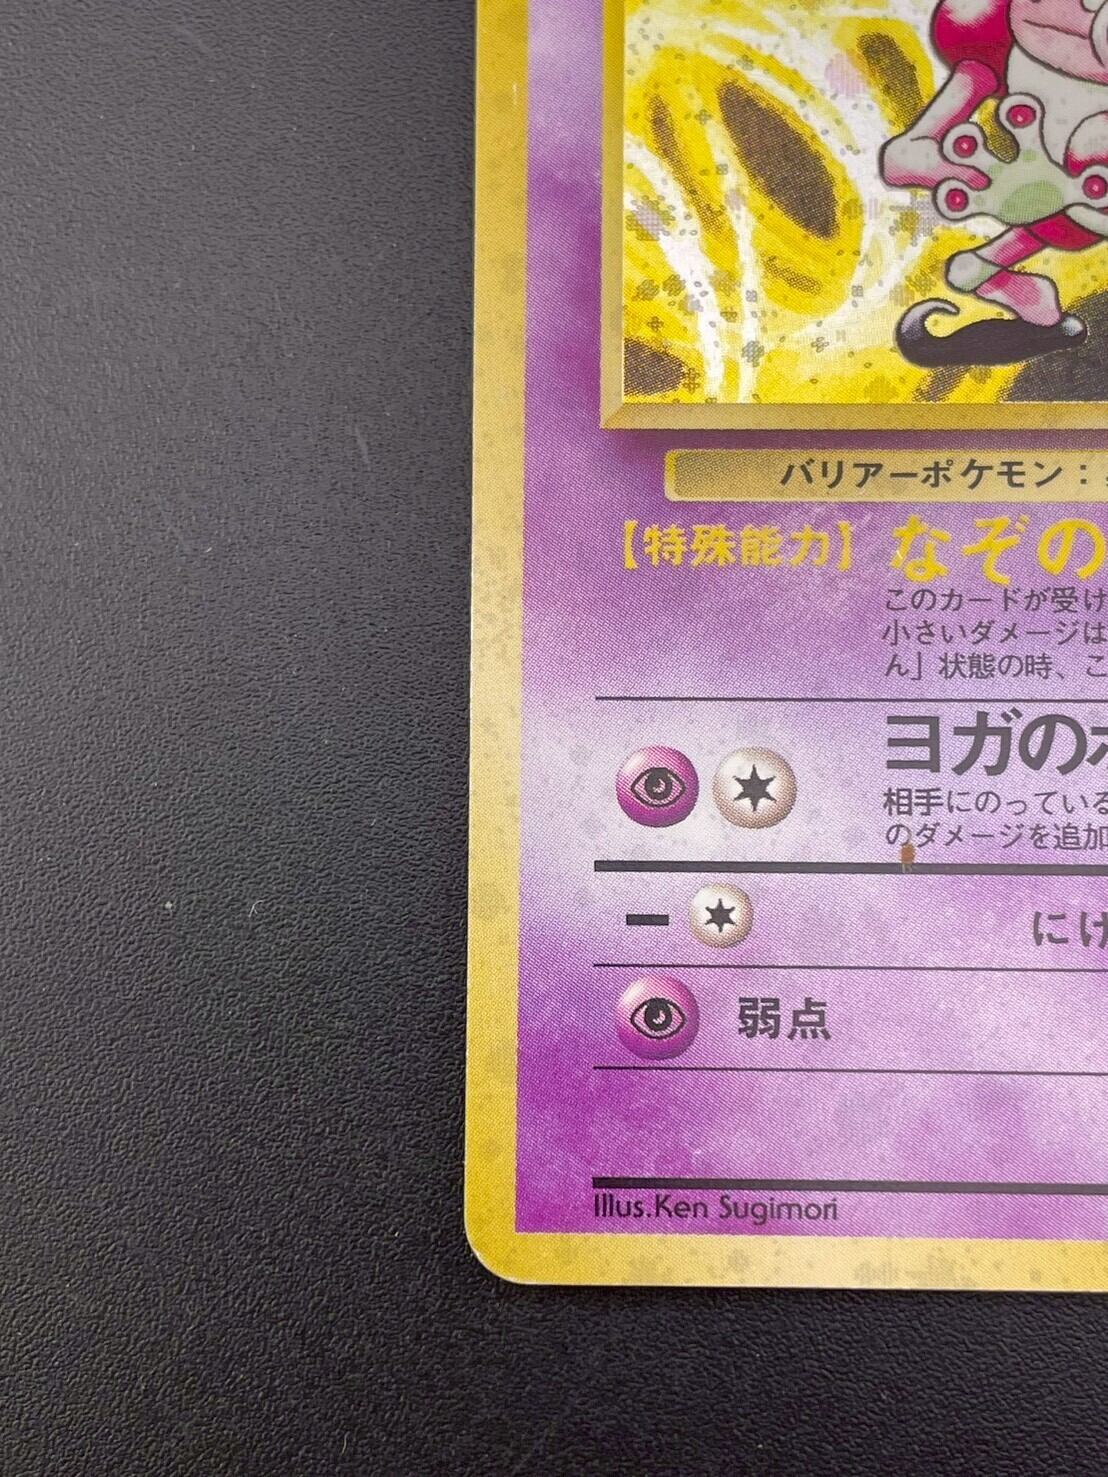 バリアーポケモン：
【特殊能力】なぞの
このカードが受け
小さいダメージは
ん」状態の時、こ
ヨガのポ
相手にのっている
のダメージを追加
にげ
弱点
Illus.Ken Sugimori